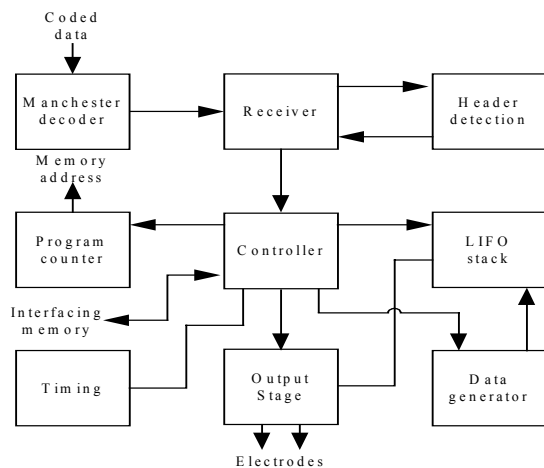 Coded
data
Manchester
decoder
Receiver
Header
detection
Memory
address
Program
counter
Controller
LIFO
stack
Interfacing
memory
Timing
Output
Stage
Data
generator
Electrodes